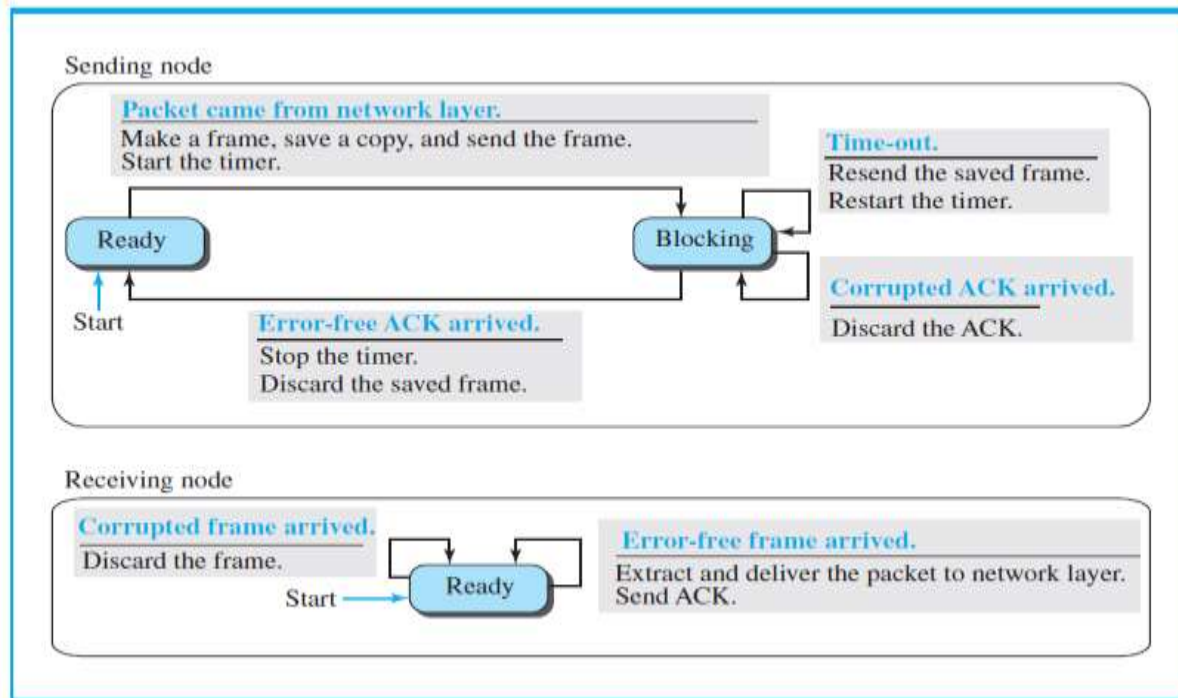 Sending node
Packet came from network layer.
Make a frame, save a copy, and send the frame.
Start the timer.
Time-out.
Resend the saved frame.
Restart the timer.
Ready
Blocking
Start
Error-free ACK arrived.
Stop the timer.
Discard the saved frame.
Corrupted ACK arrived.
Discard the ACK.
Receiving node
Corrupted frame arrived.
Discard the frame.
Start
Ready
Error-free frame arrived.
Extract and deliver the packet to network layer.
Send ACK.